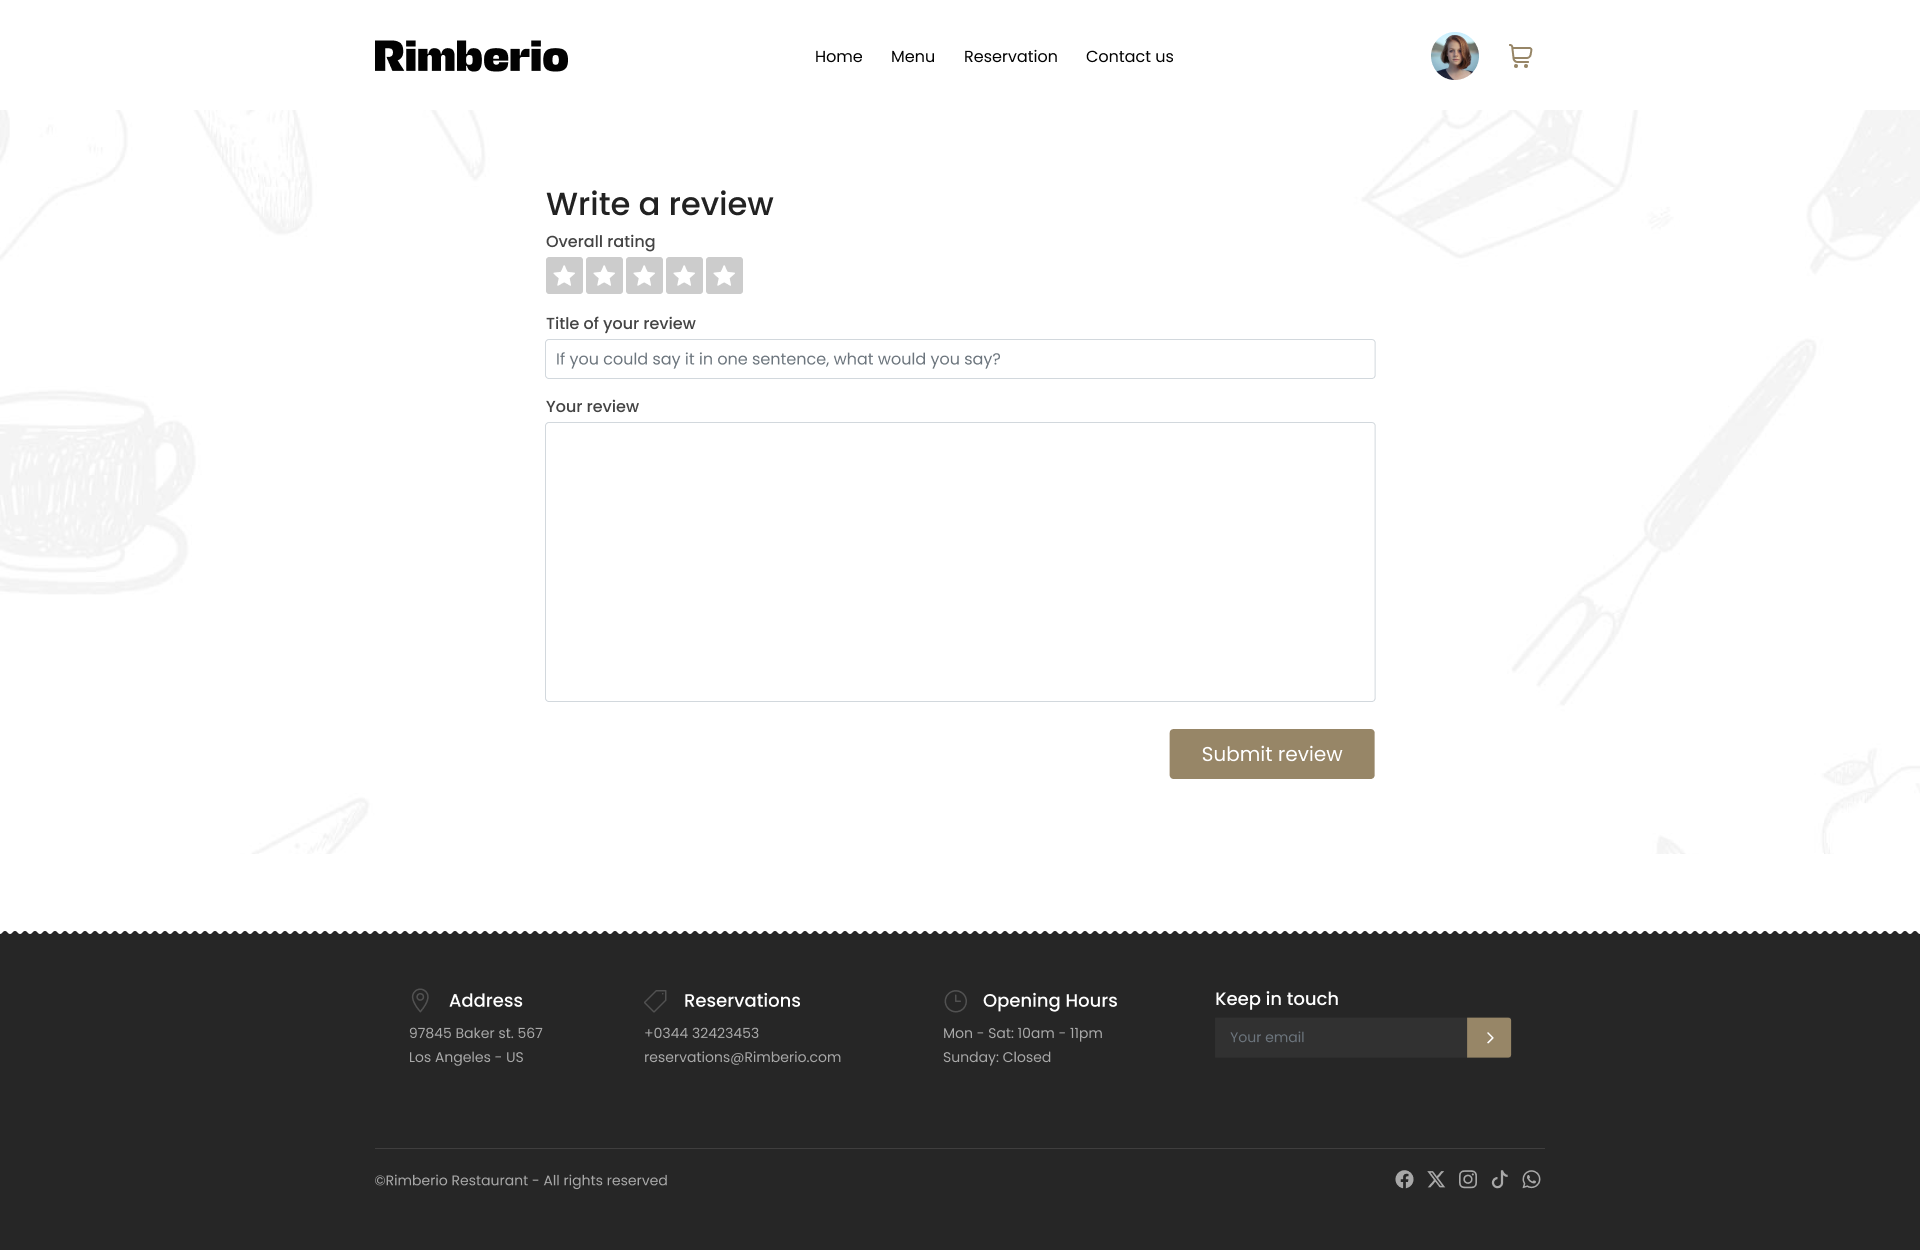 Rimberio
Home Menu Reservation Contact us
Write a review
Overall rating
Title of your review
If you could say it in one sentence, what would you say?
Your review
Submit review
Address
97845 Baker st. 567
Los Angeles - US
Reservations
+0344 32423453
reservations@Rimberio.com
Opening Hours
Mon - Sat: 10am - 11pm
Sunday: Closed
Keep in touch
Your email
©Rimberio Restaurant - All rights reserved